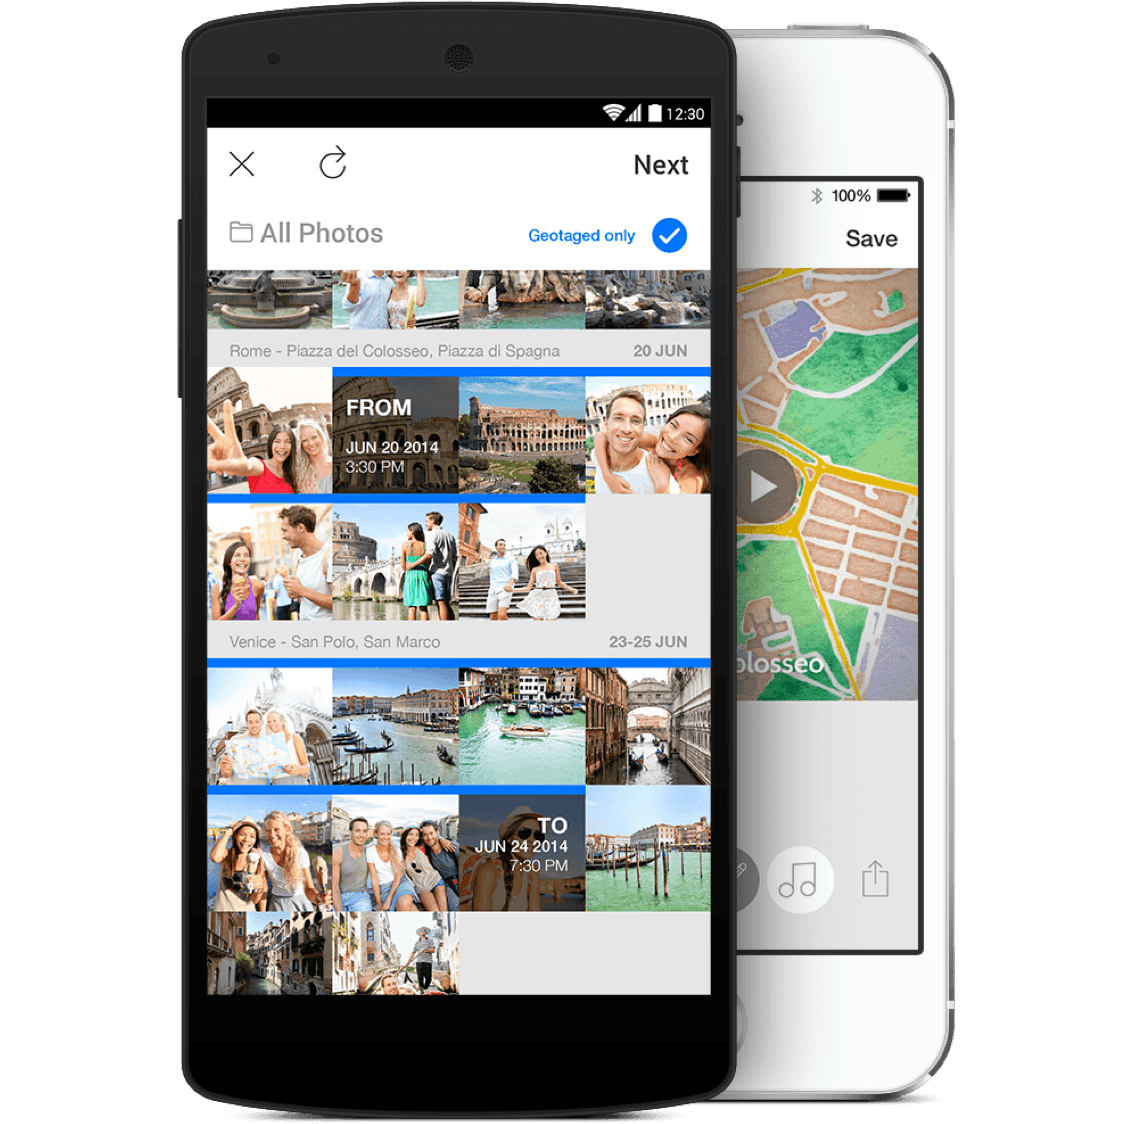 12:30
Next
All Photos
Geotaged only
Rome - Piazza del Colosseo, Piazza di Spagna
20 JUN
FROM
JUN 20 2014
3:30 PM
Venice - San Polo, San Marco
23-25 JUN
TO
JUN 24 2014
7:30 PM
100%
Save
olosseo